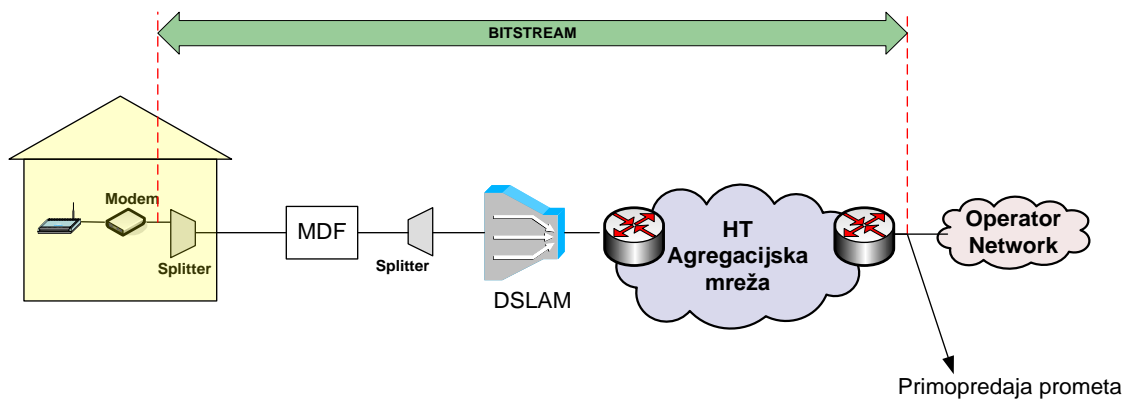 BITSTREAM
Modem
Splitter
MDF
Splitter
DSLAM
HT
Agregacijska
mreža
Operator
Network
Primopredaja prometa